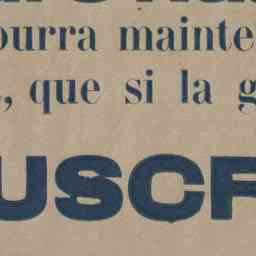 ourra mainte
, que si la g
USCR